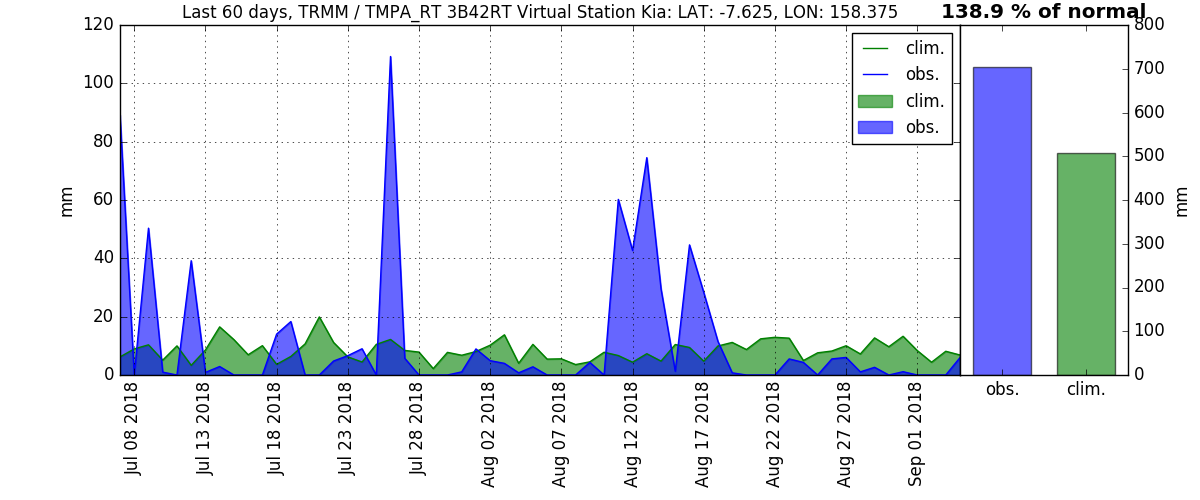 Last 60 days, TRMM / TMPA_RT 3B42RT Virtual Station Kia: LAT: -7.625, LON: 158.375
138.9 % of normal
120
100
80
60
40
20
0
mm
clim.
obs.
clim.
obs.
800
700
600
500
400
300
200
100
0
mm
obs.
clim.
Jul 08 2018
Jul 13 2018
Jul 18 2018
Jul 23 2018
Jul 28 2018
Aug 02 2018
Aug 07 2018
Aug 12 2018
Aug 17 2018
Aug 22 2018
Aug 27 2018
Sep 01 2018